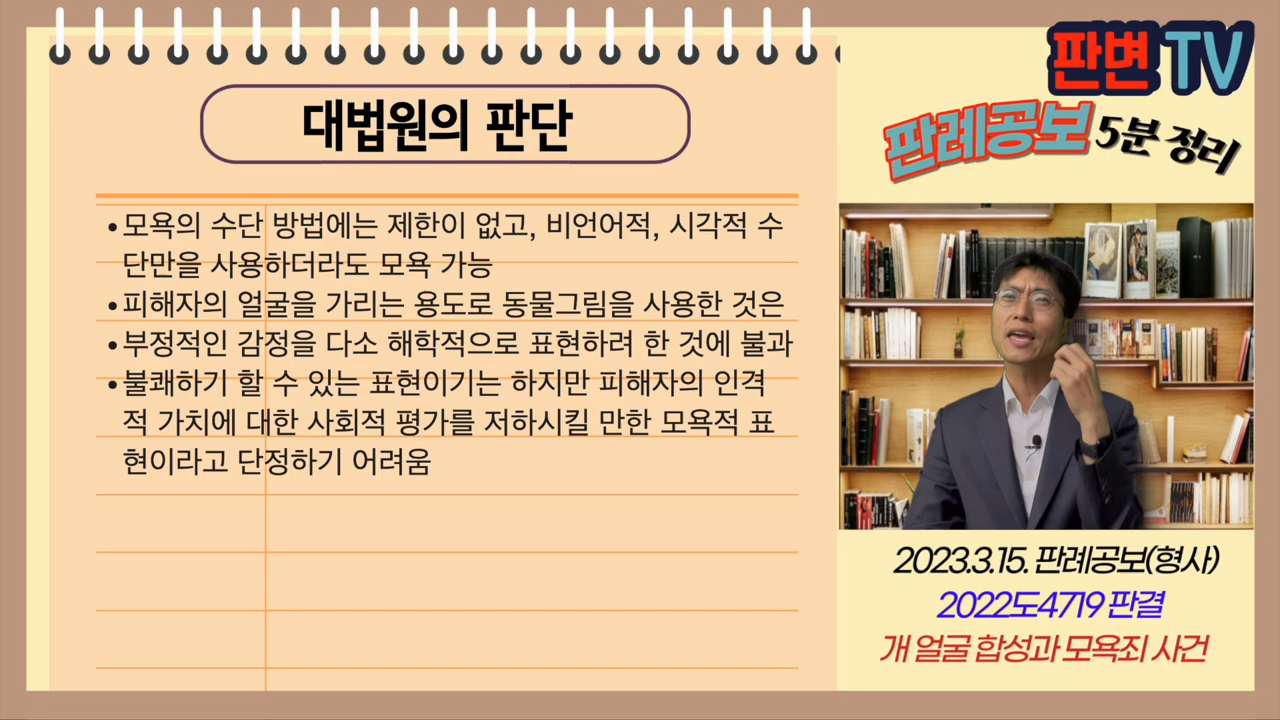 판변 TV
판례공보 5분 정리
대법원의 판단
•모욕의 수단 방법에는 제한이 없고, 비언어적, 시각적 수
단만을 사용하더라도 모욕 가능
•피해자의 얼굴을 가리는 용도로 동물그림을 사용한 것은
•부정적인 감정을 다소 해학적으로 표현하려 한 것에 불과
•불쾌하기 할 수 있는 표현이기는 하지만 피해자의 인격
적 가치에 대한 사회적 평가를 저하시킬 만한 모욕적 표
현이라고 단정하기 어려움
2023.3.15. 판례공보(형사)
2022도4719 판결
개 얼굴 합성과 모욕죄 사건